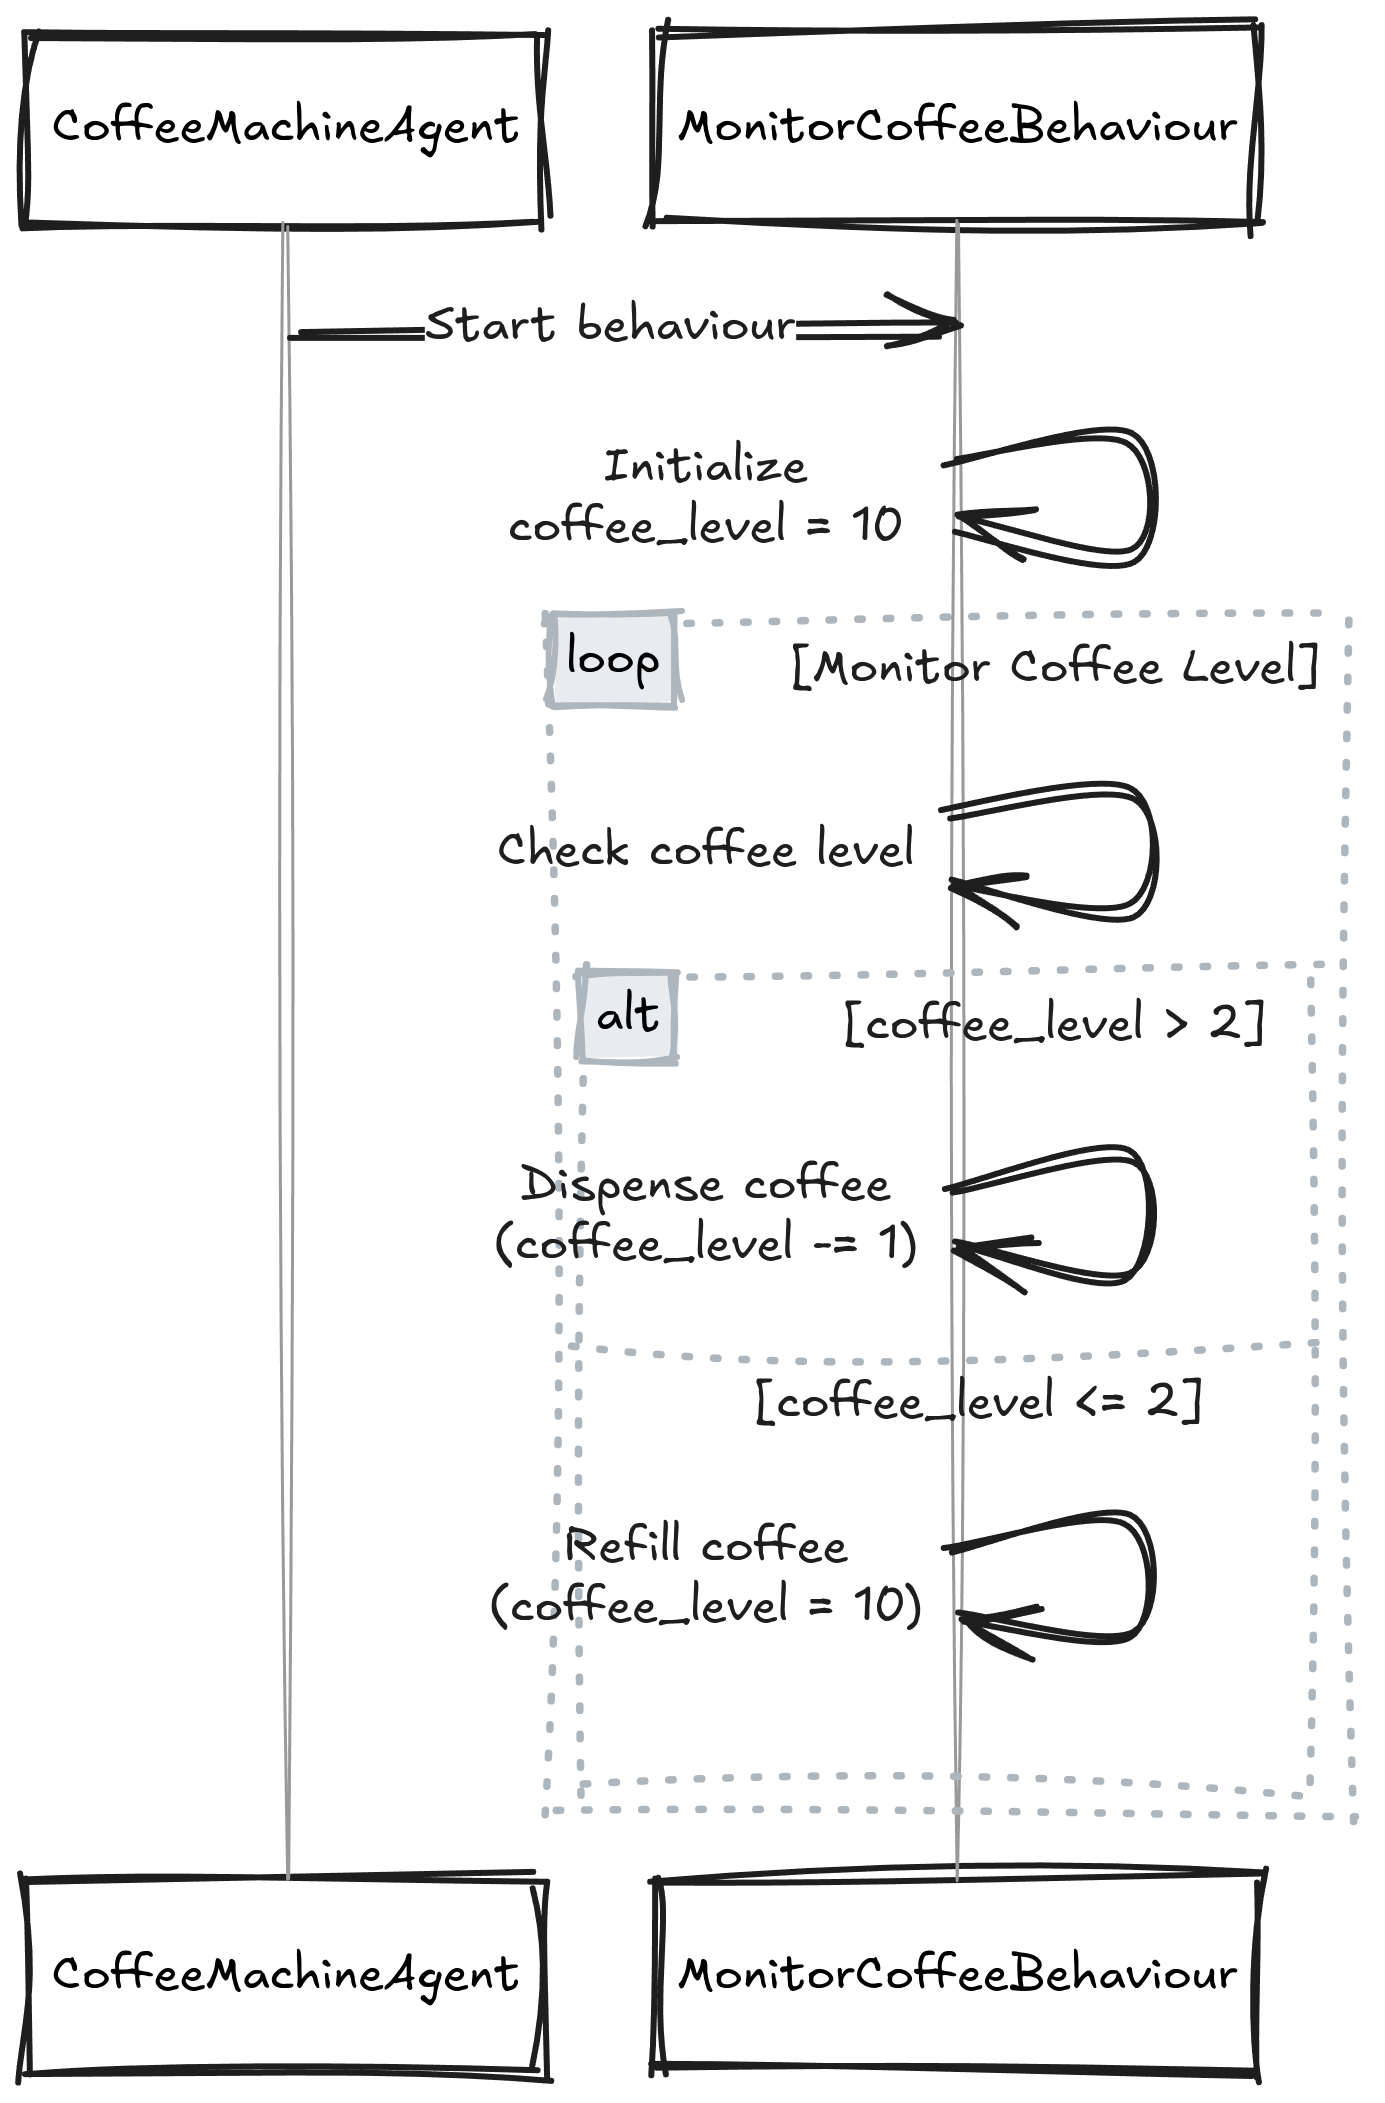 CoffeeMachineAgent
MonitorCoffeeBehaviour
Start behaviour
Initialize
coffee_level = 10
loop
[Monitor Coffee Level]
Check coffee level
alt
[coffee_level > 2]
Dispense coffee
(coffee_level -= 1)
[coffee_level <= 2]
Refill coffee
(coffee_level = 10)
CoffeeMachineAgent
MonitorCoffeeBehaviour